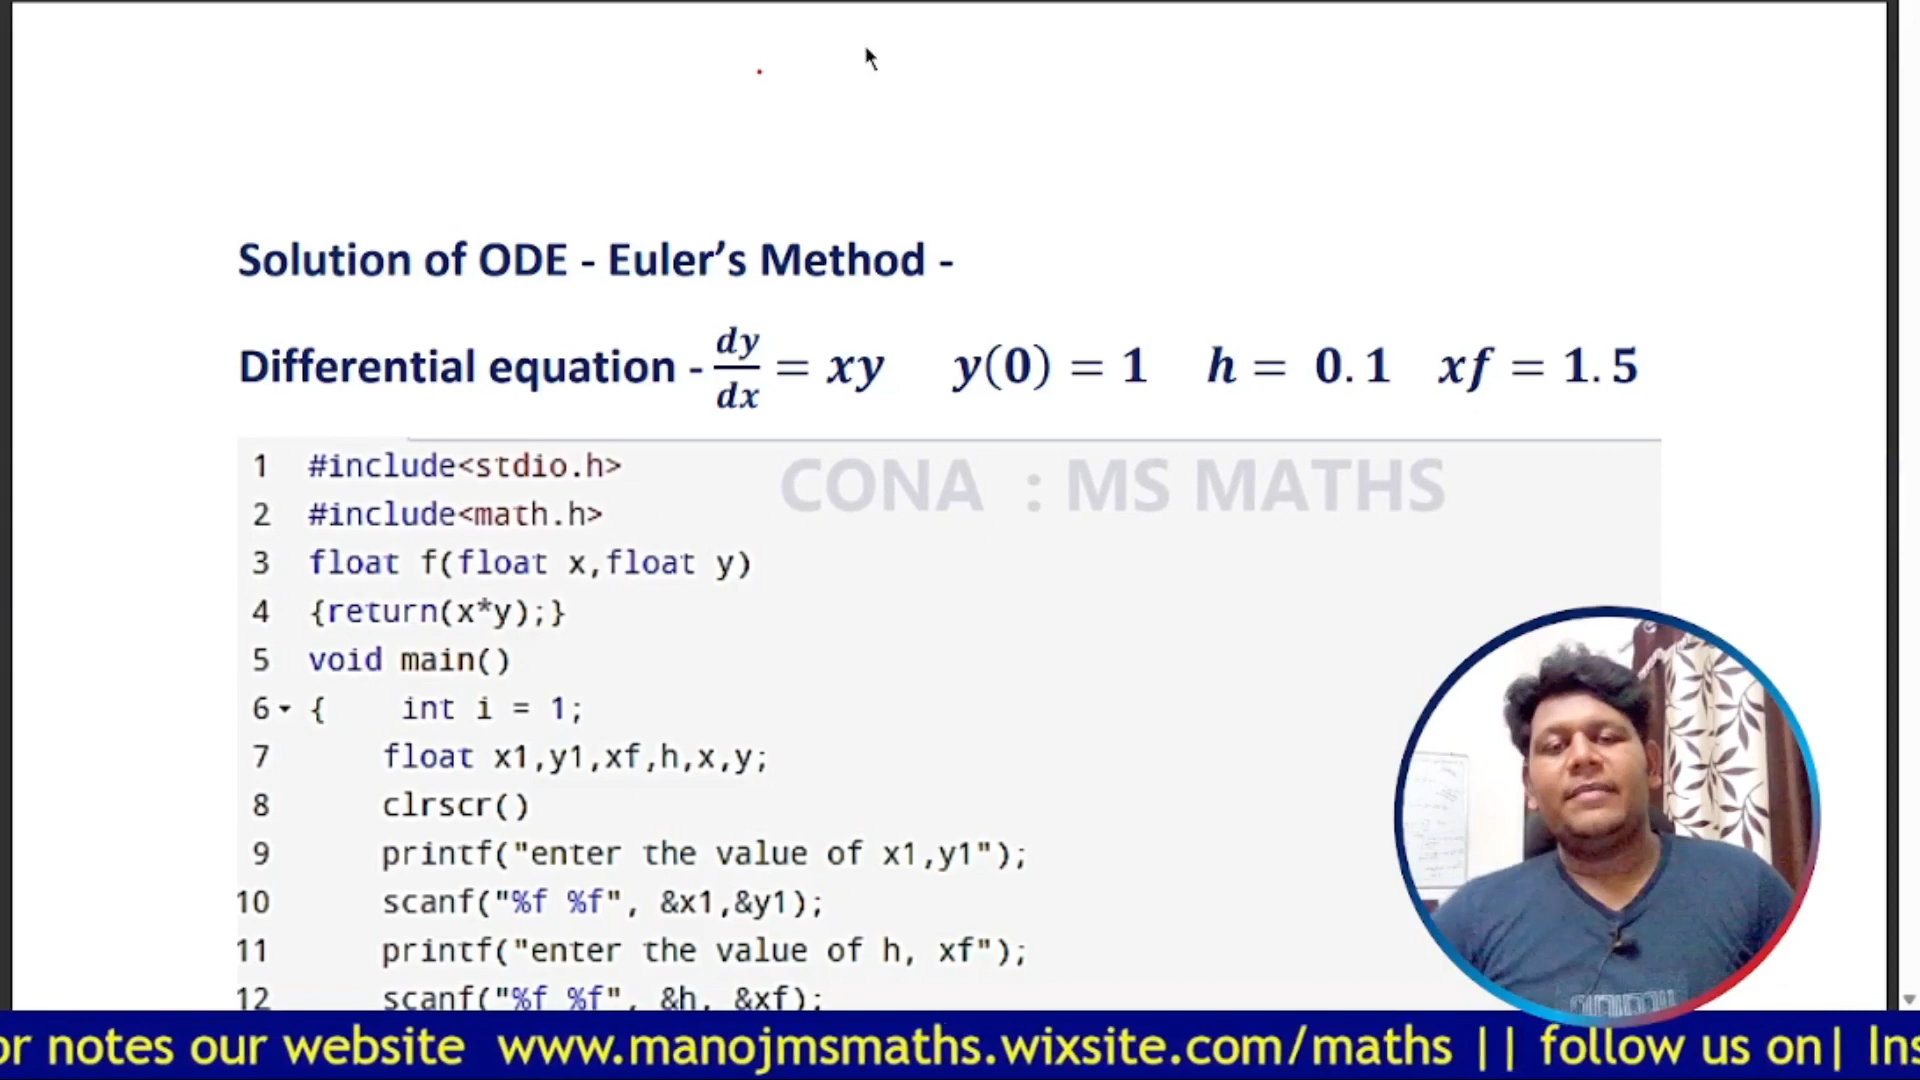 Solution of ODE - Euler's Method -
Differential equation - dy/dx = xy y(0) = 1 h = 0.1 xf = 1.5
CONA : MS MATHS
1 #include<stdio.h>
2 #include<math.h>
3 float f(float x,float y)
4 {return(x*y);}
5 void main()
6 { int i = 1;
7 float x1,y1,xf,h,x,y;
8 clrscr()
9 printf("enter the value of x1,y1");
10 scanf("%f %f", &x1,&y1);
11 printf("enter the value of h, xf");
12 scanf("%f %f", &h, &xf);
or notes our website www.manojmsmaths.wixsite.com/maths || follow us on| Ins